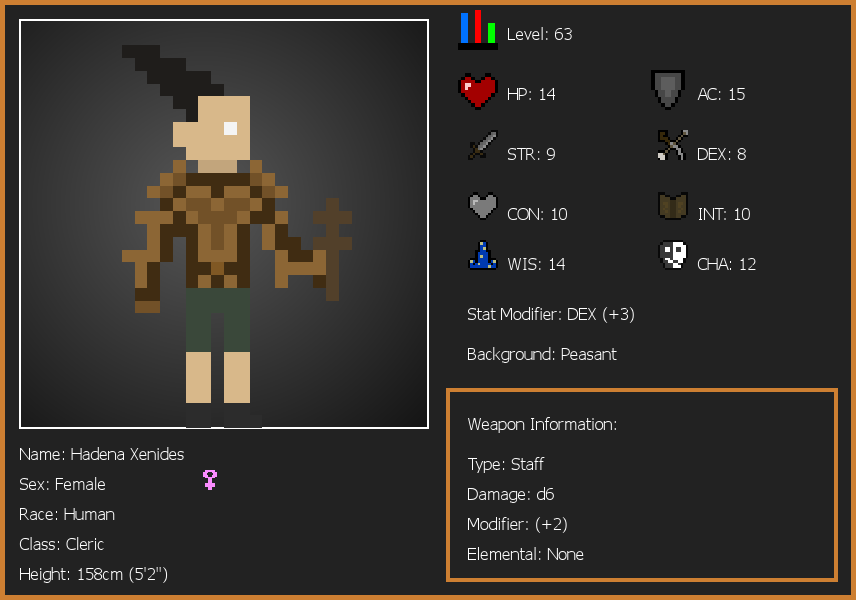 Level: 63
HP: 14
AC: 15
STR: 9
DEX: 8
CON: 10
INT: 10
WIS: 14
CHA: 12
Stat Modifier: DEX (+3)
Background: Peasant
Weapon Information:
Type: Staff
Damage: d6
Modifier: (+2)
Elemental: None
Name: Hadena Xenides
Sex: Female
Race: Human
Class: Cleric
Height: 158cm (5'2")